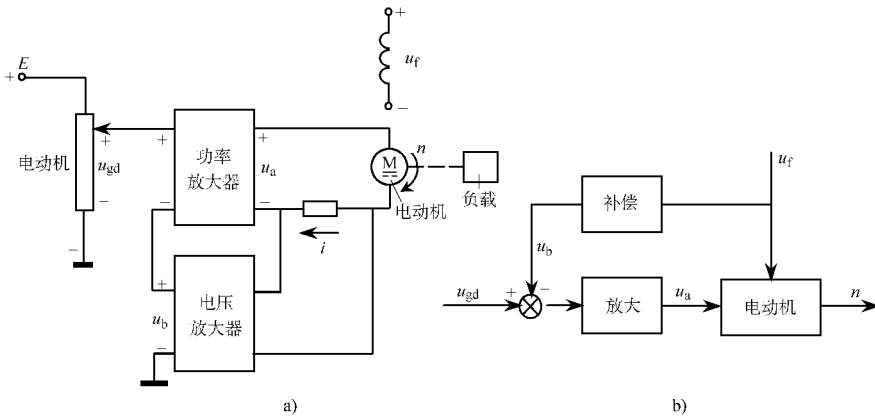 +
u_f
−
+ E
电动机
+
u_gd
−
−
+
−
功率
放大器
+
u_a
−
M
n
电动机
负载
i
+
u_b
−
电压
放大器
a)
u_f
补偿
u_b
u_gd
+
−
放大
u_a
电动机
n
b)